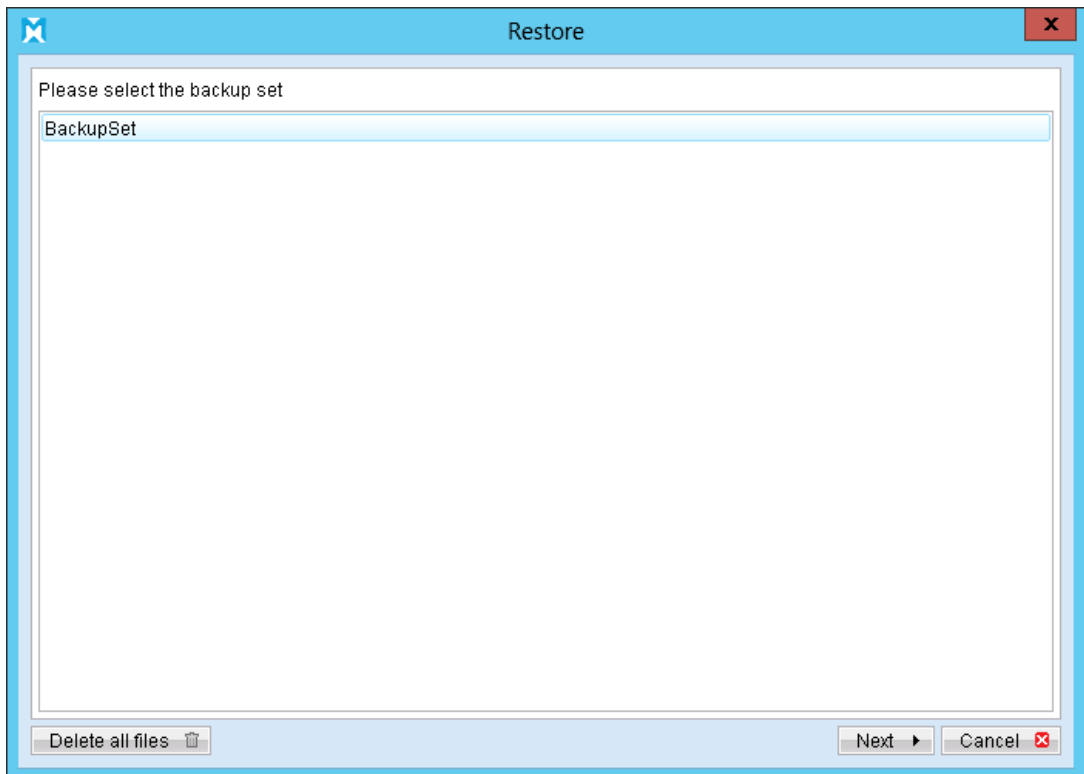 Restore
x
Please select the backup set
BackupSet
Delete all files
Next
Cancel